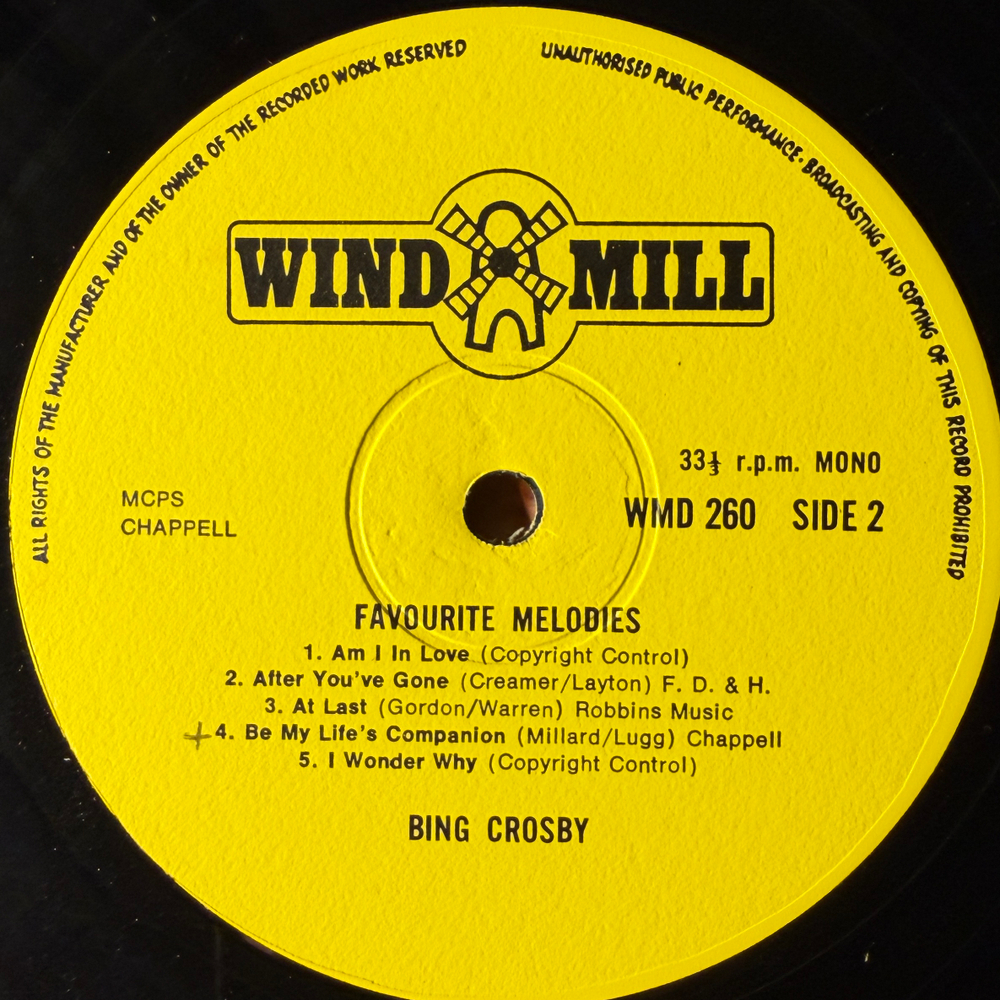 ALL RIGHTS OF THE MANUFACTURER AND OF THE OWNER OF THE RECORDED WORK RESERVED
UNAUTHORISED PUBLIC PERFORMANCE · BROADCASTING AND COPYING OF THIS RECORD PROHIBITED
WIND MILL
33⅓ r.p.m. MONO
WMD 260 SIDE 2
MCPS
CHAPPELL
FAVOURITE MELODIES
1. Am I In Love (Copyright Control)
2. After You've Gone (Creamer/Layton) F. D. & H.
3. At Last (Gordon/Warren) Robbins Music
+4. Be My Life's Companion (Millard/Lugg) Chappell
5. I Wonder Why (Copyright Control)
BING CROSBY